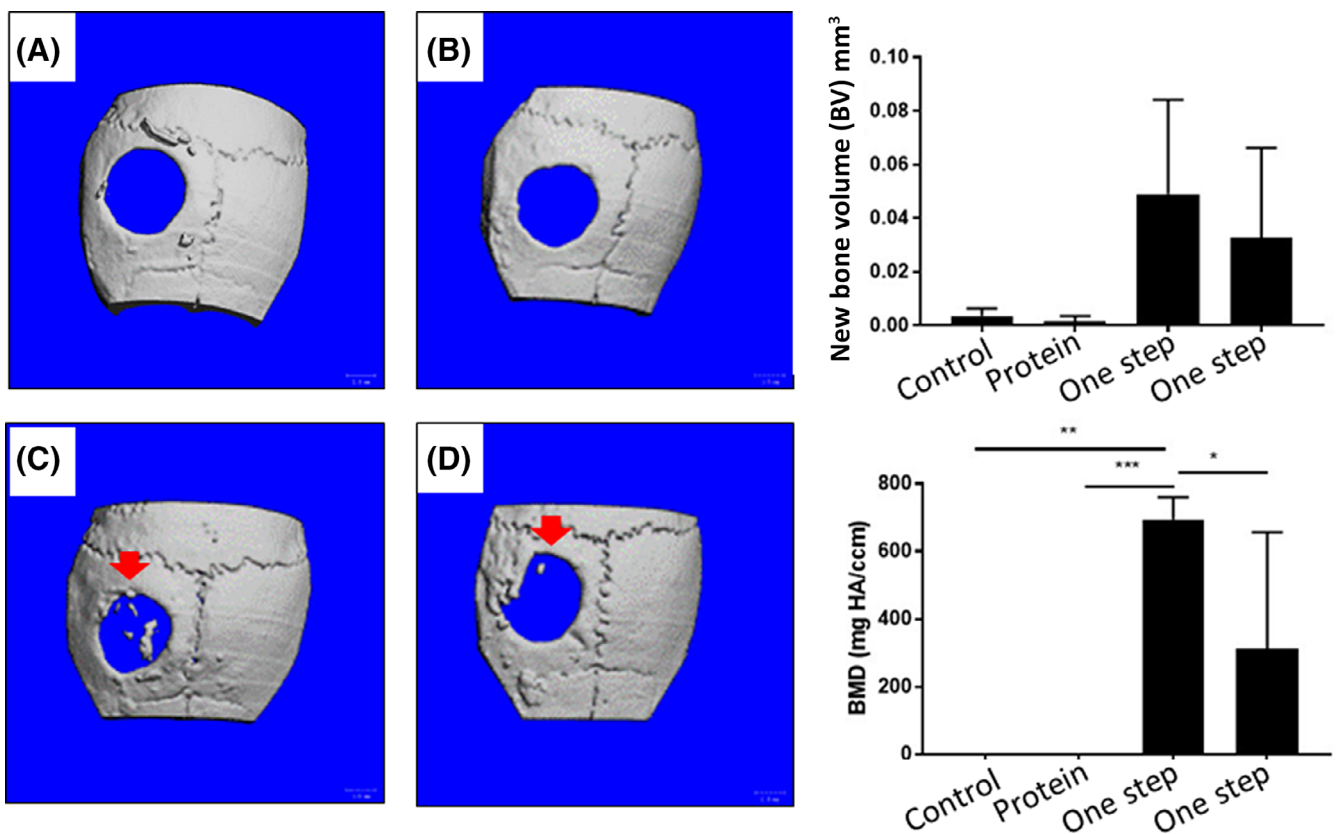 (A)
(B)
New bone volume (BV) mm³
0.10
0.08
0.06
0.04
0.02
0.00
Control
Protein
One step
One step
(C)
(D)
**
***
*
BMD (mg HA/ccm)
800
600
400
200
0
Control
Protein
One step
One step